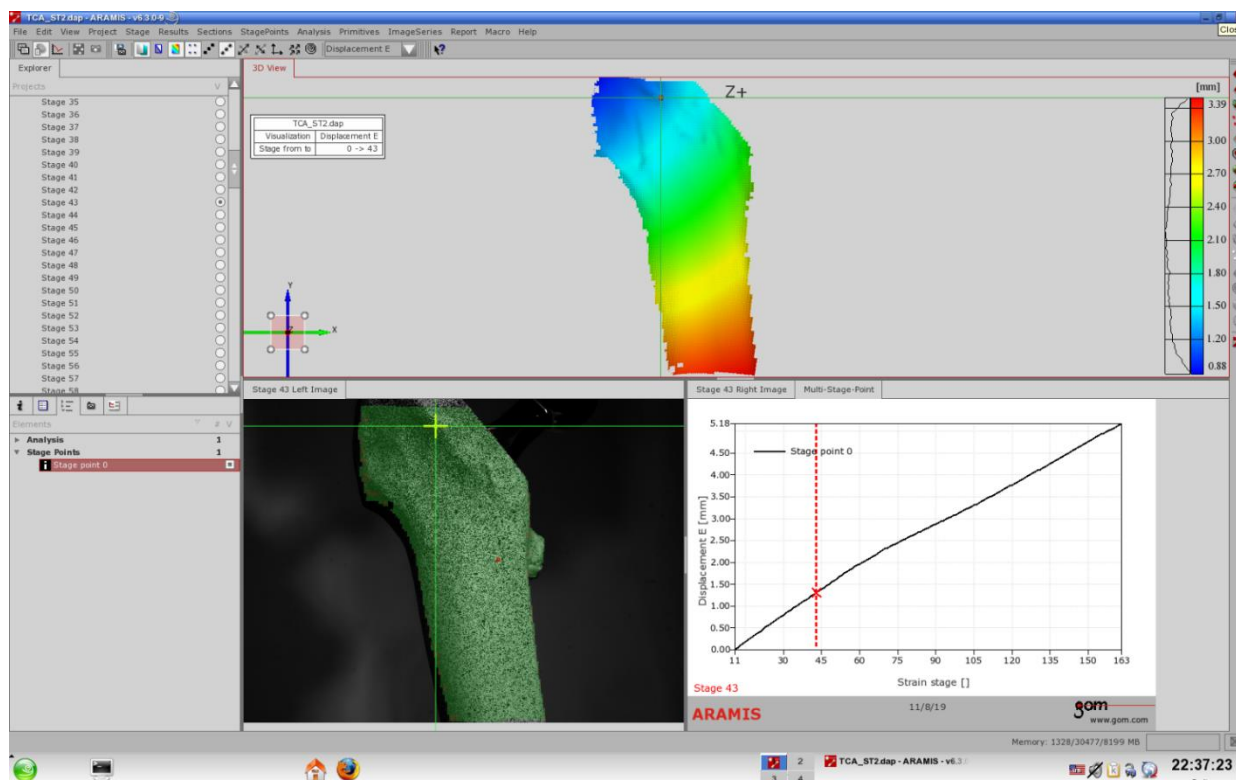 TCA_ST2.dap - ARAMIS - v6.3.0-9
Clos
File Edit View Project Stage Results Sections StagePoints Analysis Primitives ImageSeries Report Macro Help
Displacement E
Explorer
Projects V
Stage 35
Stage 36
Stage 37
Stage 38
Stage 39
Stage 40
Stage 41
Stage 42
Stage 43
Stage 44
Stage 45
Stage 46
Stage 47
Stage 48
Stage 49
Stage 50
Stage 51
Stage 52
Stage 53
Stage 54
Stage 55
Stage 56
Stage 57
Stage 58
Elements # V
Analysis 1
Stage Points 1
Stage point 0
3D View
TCA_ST2.dap
Visualization Displacement E
Stage from to 0 -> 43
Z+
Y
X
Z
[mm]
3.39
3.00
2.70
2.40
2.10
1.80
1.50
1.20
0.88
Stage 43 Left Image
Stage 43 Right Image Multi-Stage-Point
Displacement E [mm]
5.18
4.50
4.00
3.50
3.00
2.50
2.00
1.50
1.00
0.50
0.00
Stage point 0
11 30 45 60 75 90 105 120 135 150 163
Strain stage []
Stage 43
ARAMIS
11/8/19
gom
www.gom.com
Memory: 1328/30477/8199 MB
2
3 4
TCA_ST2.dap - ARAMIS - v6.3.0
22:37:23